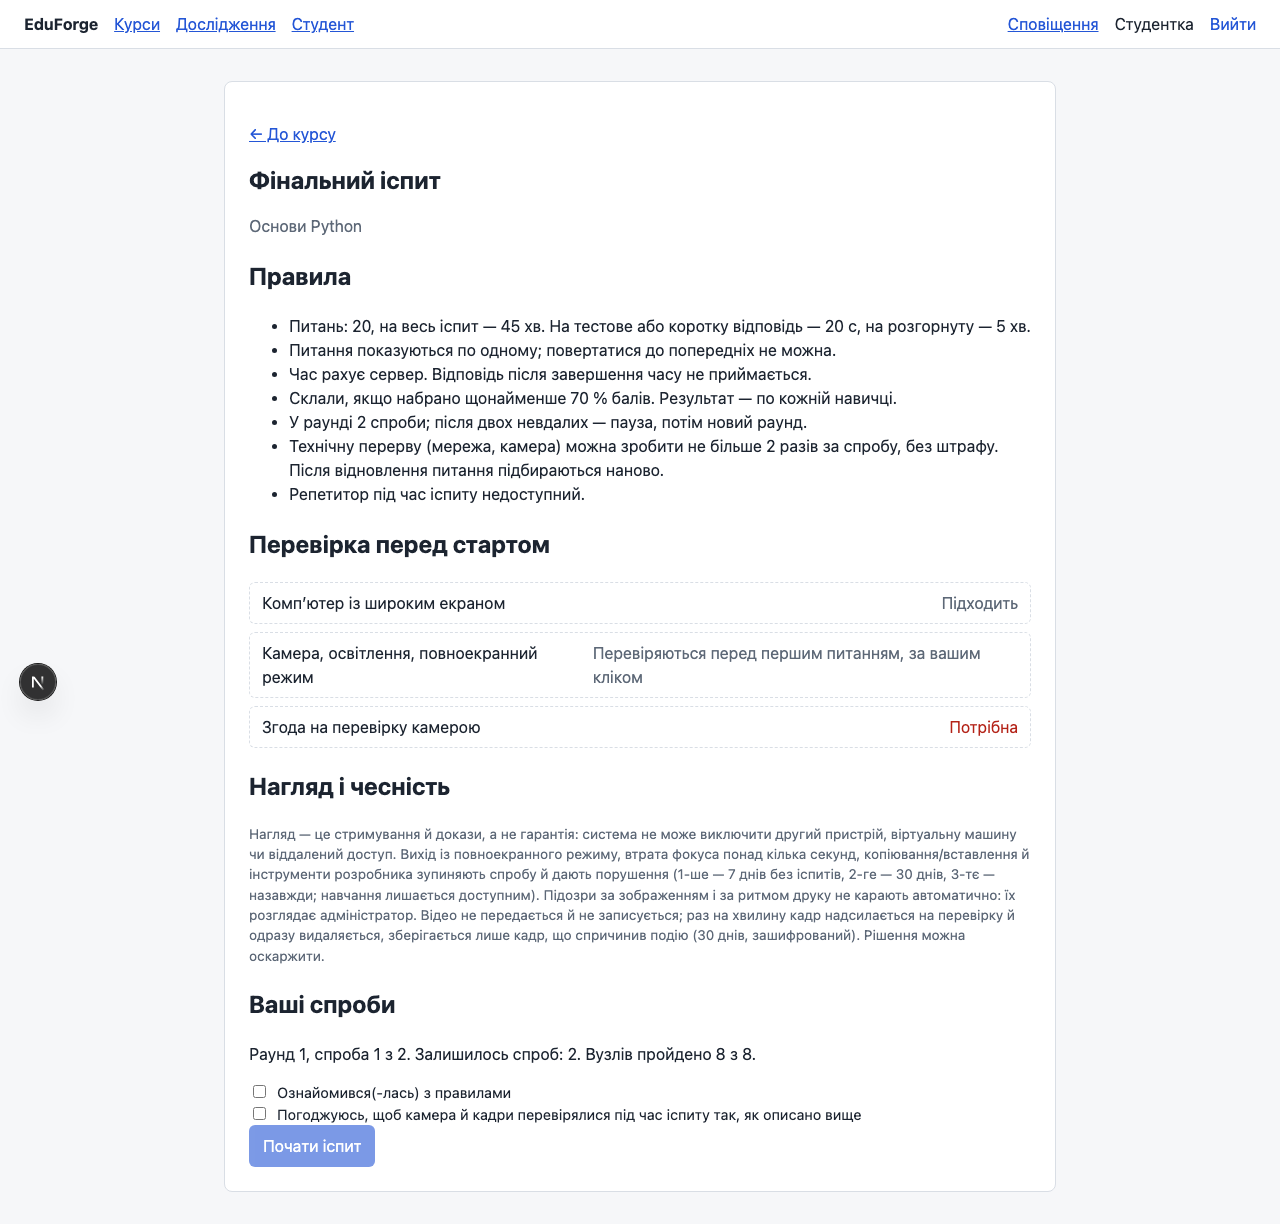 EduForge Курси Дослідження Студент Сповіщення Студентка Вийти
← До курсу
Фінальний іспит
Основи Python
Правила
• Питань: 20, на весь іспит — 45 хв. На тестове або коротку відповідь — 20 с, на розгорнуту — 5 хв.
• Питання показуються по одному; повертатися до попередніх не можна.
• Час рахує сервер. Відповідь після завершення часу не приймається.
• Склали, якщо набрано щонайменше 70 % балів. Результат — по кожній навичці.
• У раунді 2 спроби; після двох невдалих — пауза, потім новий раунд.
• Технічну перерву (мережа, камера) можна зробити не більше 2 разів за спробу, без штрафу.
Після відновлення питання підбираються наново.
• Репетитор під час іспиту недоступний.
Перевірка перед стартом
Комп’ютер із широким екраном Підходить
Камера, освітлення, повноекранний
режим
Перевіряються перед першим питанням, за вашим
кліком
Згода на перевірку камерою Потрібна
Нагляд і чесність
Нагляд — це стримування й докази, а не гарантія: система не може виключити другий пристрій, віртуальну машину
чи віддалений доступ. Вихід із повноекранного режиму, втрата фокуса понад кілька секунд, копіювання/вставлення й
інструменти розробника зупиняють спробу й дають порушення (1-ше — 7 днів без іспитів, 2-ге — 30 днів, 3-тє —
назавжди; навчання лишається доступним). Підозри за зображенням і за ритмом друку не карають автоматично: їх
розглядає адміністратор. Відео не передається й не записується; раз на хвилину кадр надсилається на перевірку й
одразу видаляється, зберігається лише кадр, що спричинив подію (30 днів, зашифрований). Рішення можна
оскаржити.
Ваші спроби
Раунд 1, спроба 1 з 2. Залишилось спроб: 2. Вузлів пройдено 8 з 8.
Ознайомився(-лась) з правилами
Погоджуюсь, щоб камера й кадри перевірялися під час іспиту так, як описано вище
Почати іспит
N